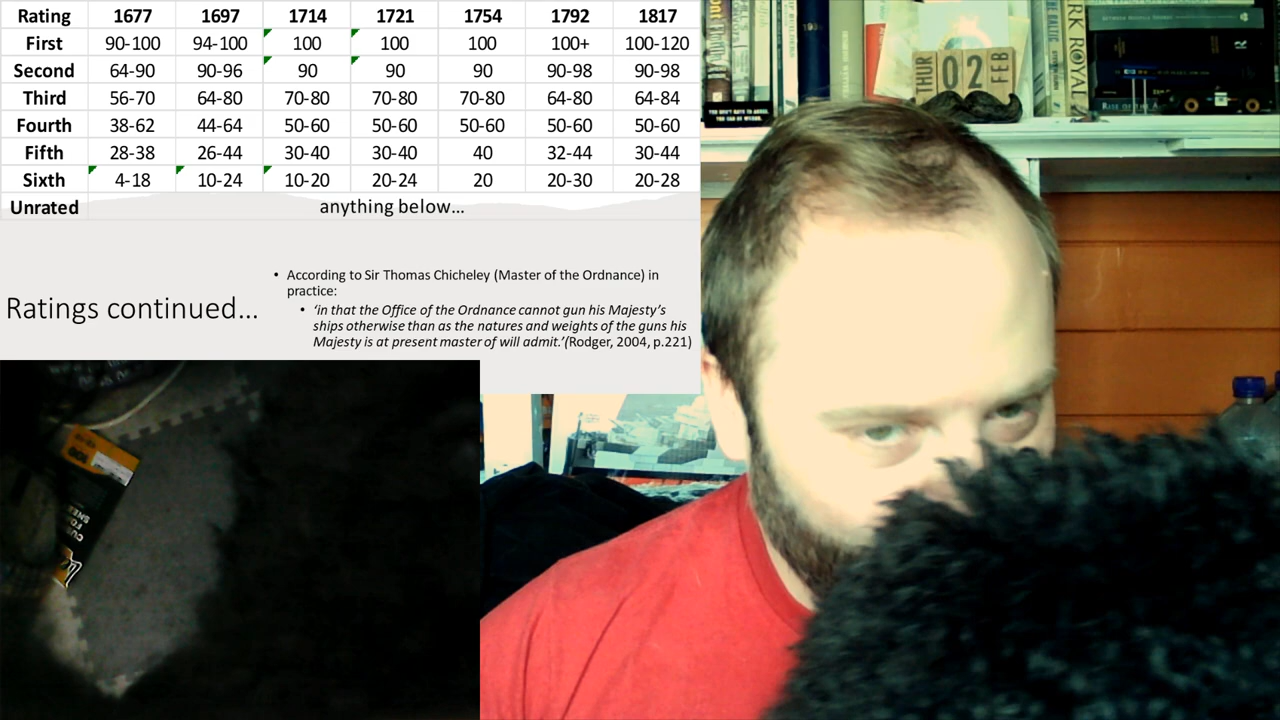 Rating 1677 1697 1714 1721 1754 1792 1817
First 90-100 94-100 100 100 100 100+ 100-120
Second 64-90 90-96 90 90 90 90-98 90-98
Third 56-70 64-80 70-80 70-80 70-80 64-80 64-84
Fourth 38-62 44-64 50-60 50-60 50-60 50-60 50-60
Fifth 28-38 26-44 30-40 30-40 40 32-44 30-44
Sixth 4-18 10-24 10-20 20-24 20 20-30 20-28
Unrated anything below...
Ratings continued...
• According to Sir Thomas Chicheley (Master of the Ordnance) in
practice:
• ‘in that the Office of the Ordnance cannot gun his Majesty’s
ships otherwise than as the natures and weights of the guns his
Majesty is at present master of will admit.’(Rodger, 2004, p.221)
THUR 02 FEB
RK ROYAL